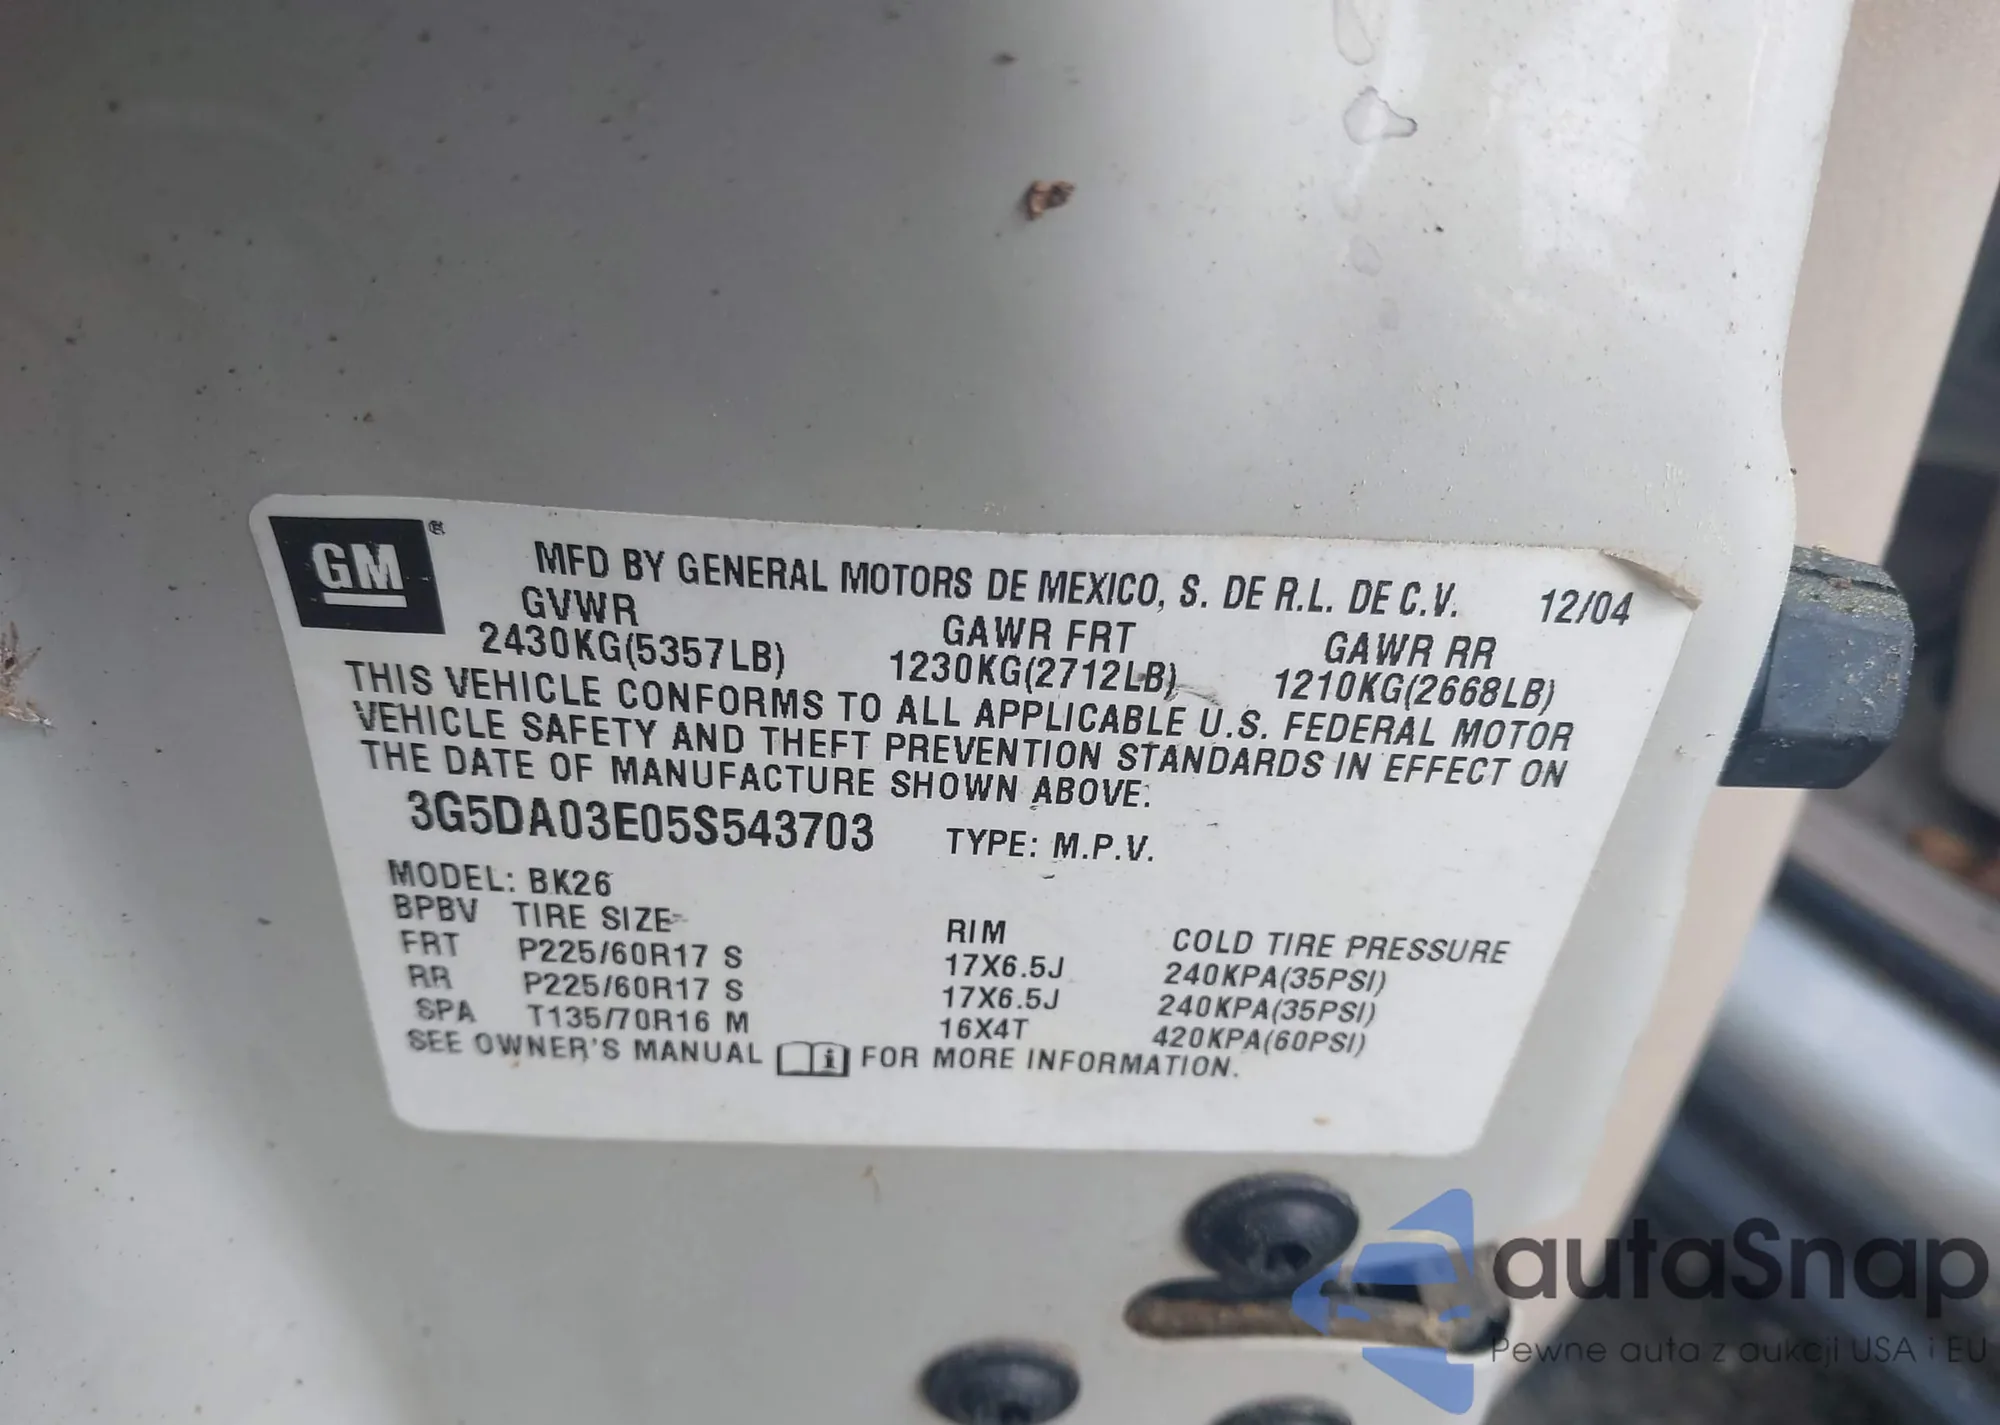 GM ®
MFD BY GENERAL MOTORS DE MEXICO, S. DE R.L. DE C.V. 12/04
GVWR GAWR FRT GAWR RR
2430KG(5357LB) 1230KG(2712LB) 1210KG(2668LB)
THIS VEHICLE CONFORMS TO ALL APPLICABLE U.S. FEDERAL MOTOR
VEHICLE SAFETY AND THEFT PREVENTION STANDARDS IN EFFECT ON
THE DATE OF MANUFACTURE SHOWN ABOVE.
3G5DA03E05S543703 TYPE: M.P.V.
MODEL: BK26
BPBV TIRE SIZE RIM COLD TIRE PRESSURE
FRT P225/60R17 S 17X6.5J 240KPA(35PSI)
RR P225/60R17 S 17X6.5J 240KPA(35PSI)
SPA T135/70R16 M 16X4T 420KPA(60PSI)
SEE OWNER'S MANUAL i FOR MORE INFORMATION.
autaSnap
Pewne auta z aukcji USA i EU